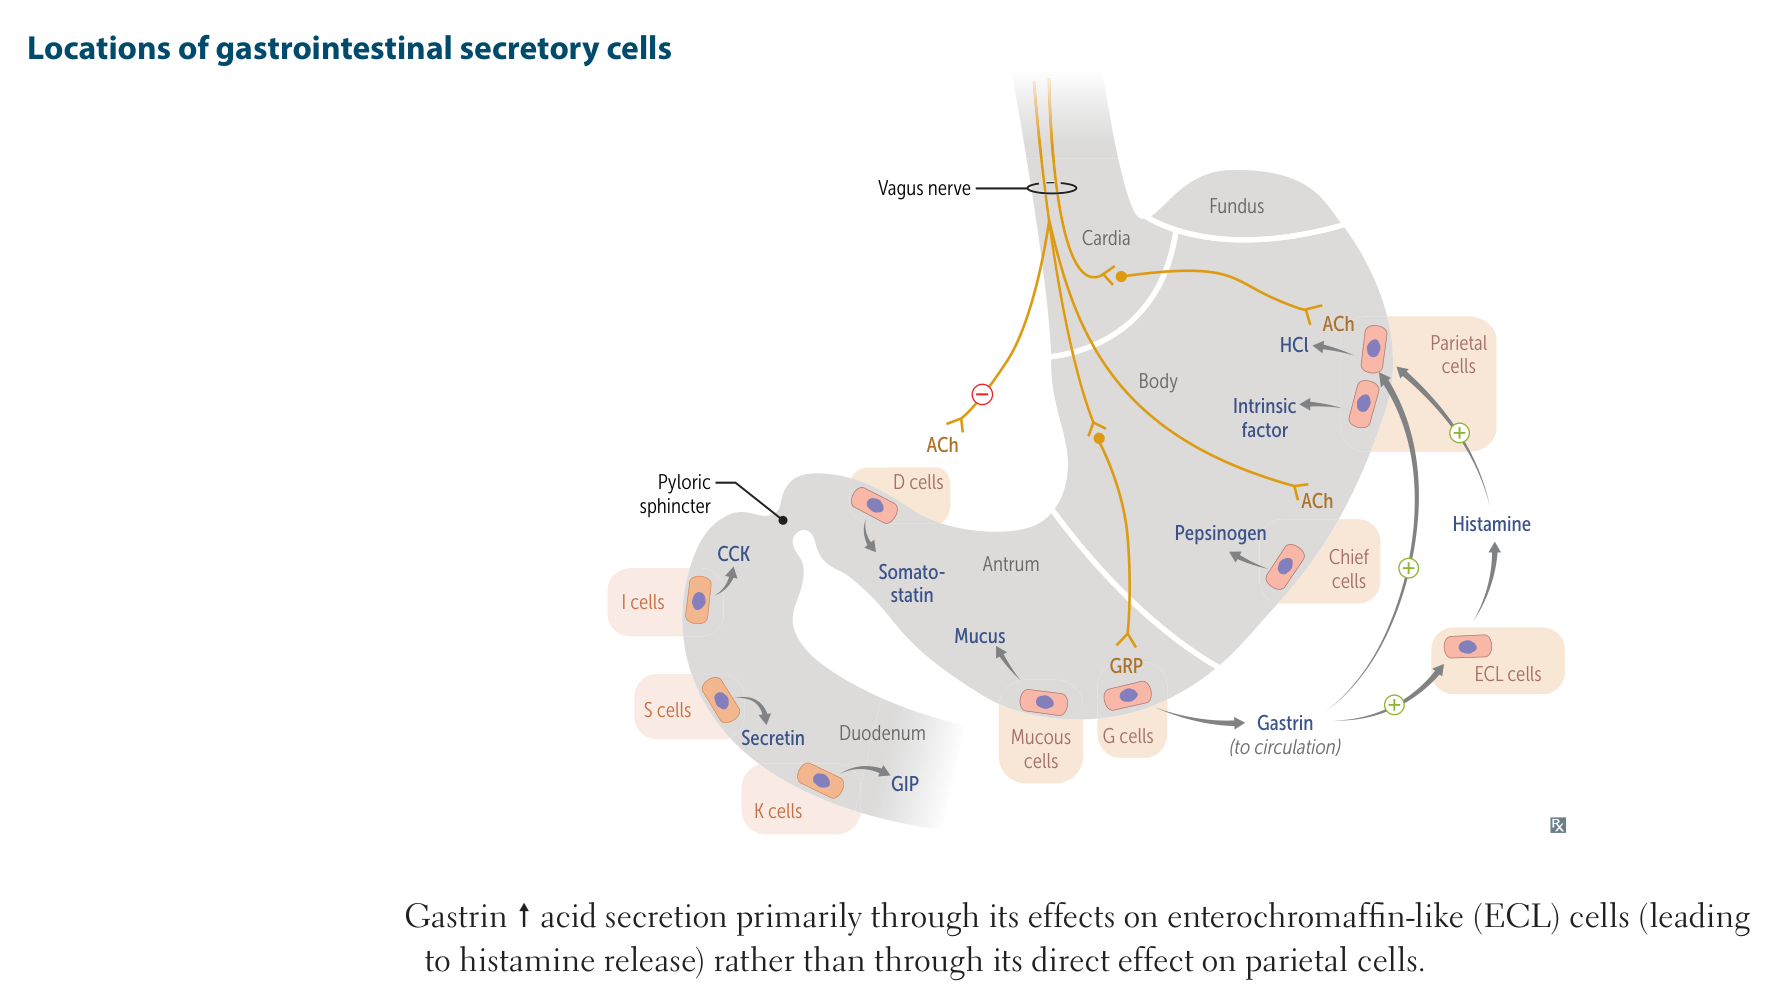 Locations of gastrointestinal secretory cells
Vagus nerve
Fundus
Cardia
ACh
HCl
Parietal
cells
Body
Intrinsic
factor
ACh
Pyloric
sphincter
D cells
ACh
Pepsinogen
Histamine
CCK
Somato-
statin
Antrum
Chief
cells
I cells
Mucus
GRP
ECL cells
S cells
Secretin
Duodenum
Mucous
cells
G cells
Gastrin
(to circulation)
GIP
K cells
Rx
Gastrin ↑ acid secretion primarily through its effects on enterochromaffin-like (ECL) cells (leading
to histamine release) rather than through its direct effect on parietal cells.